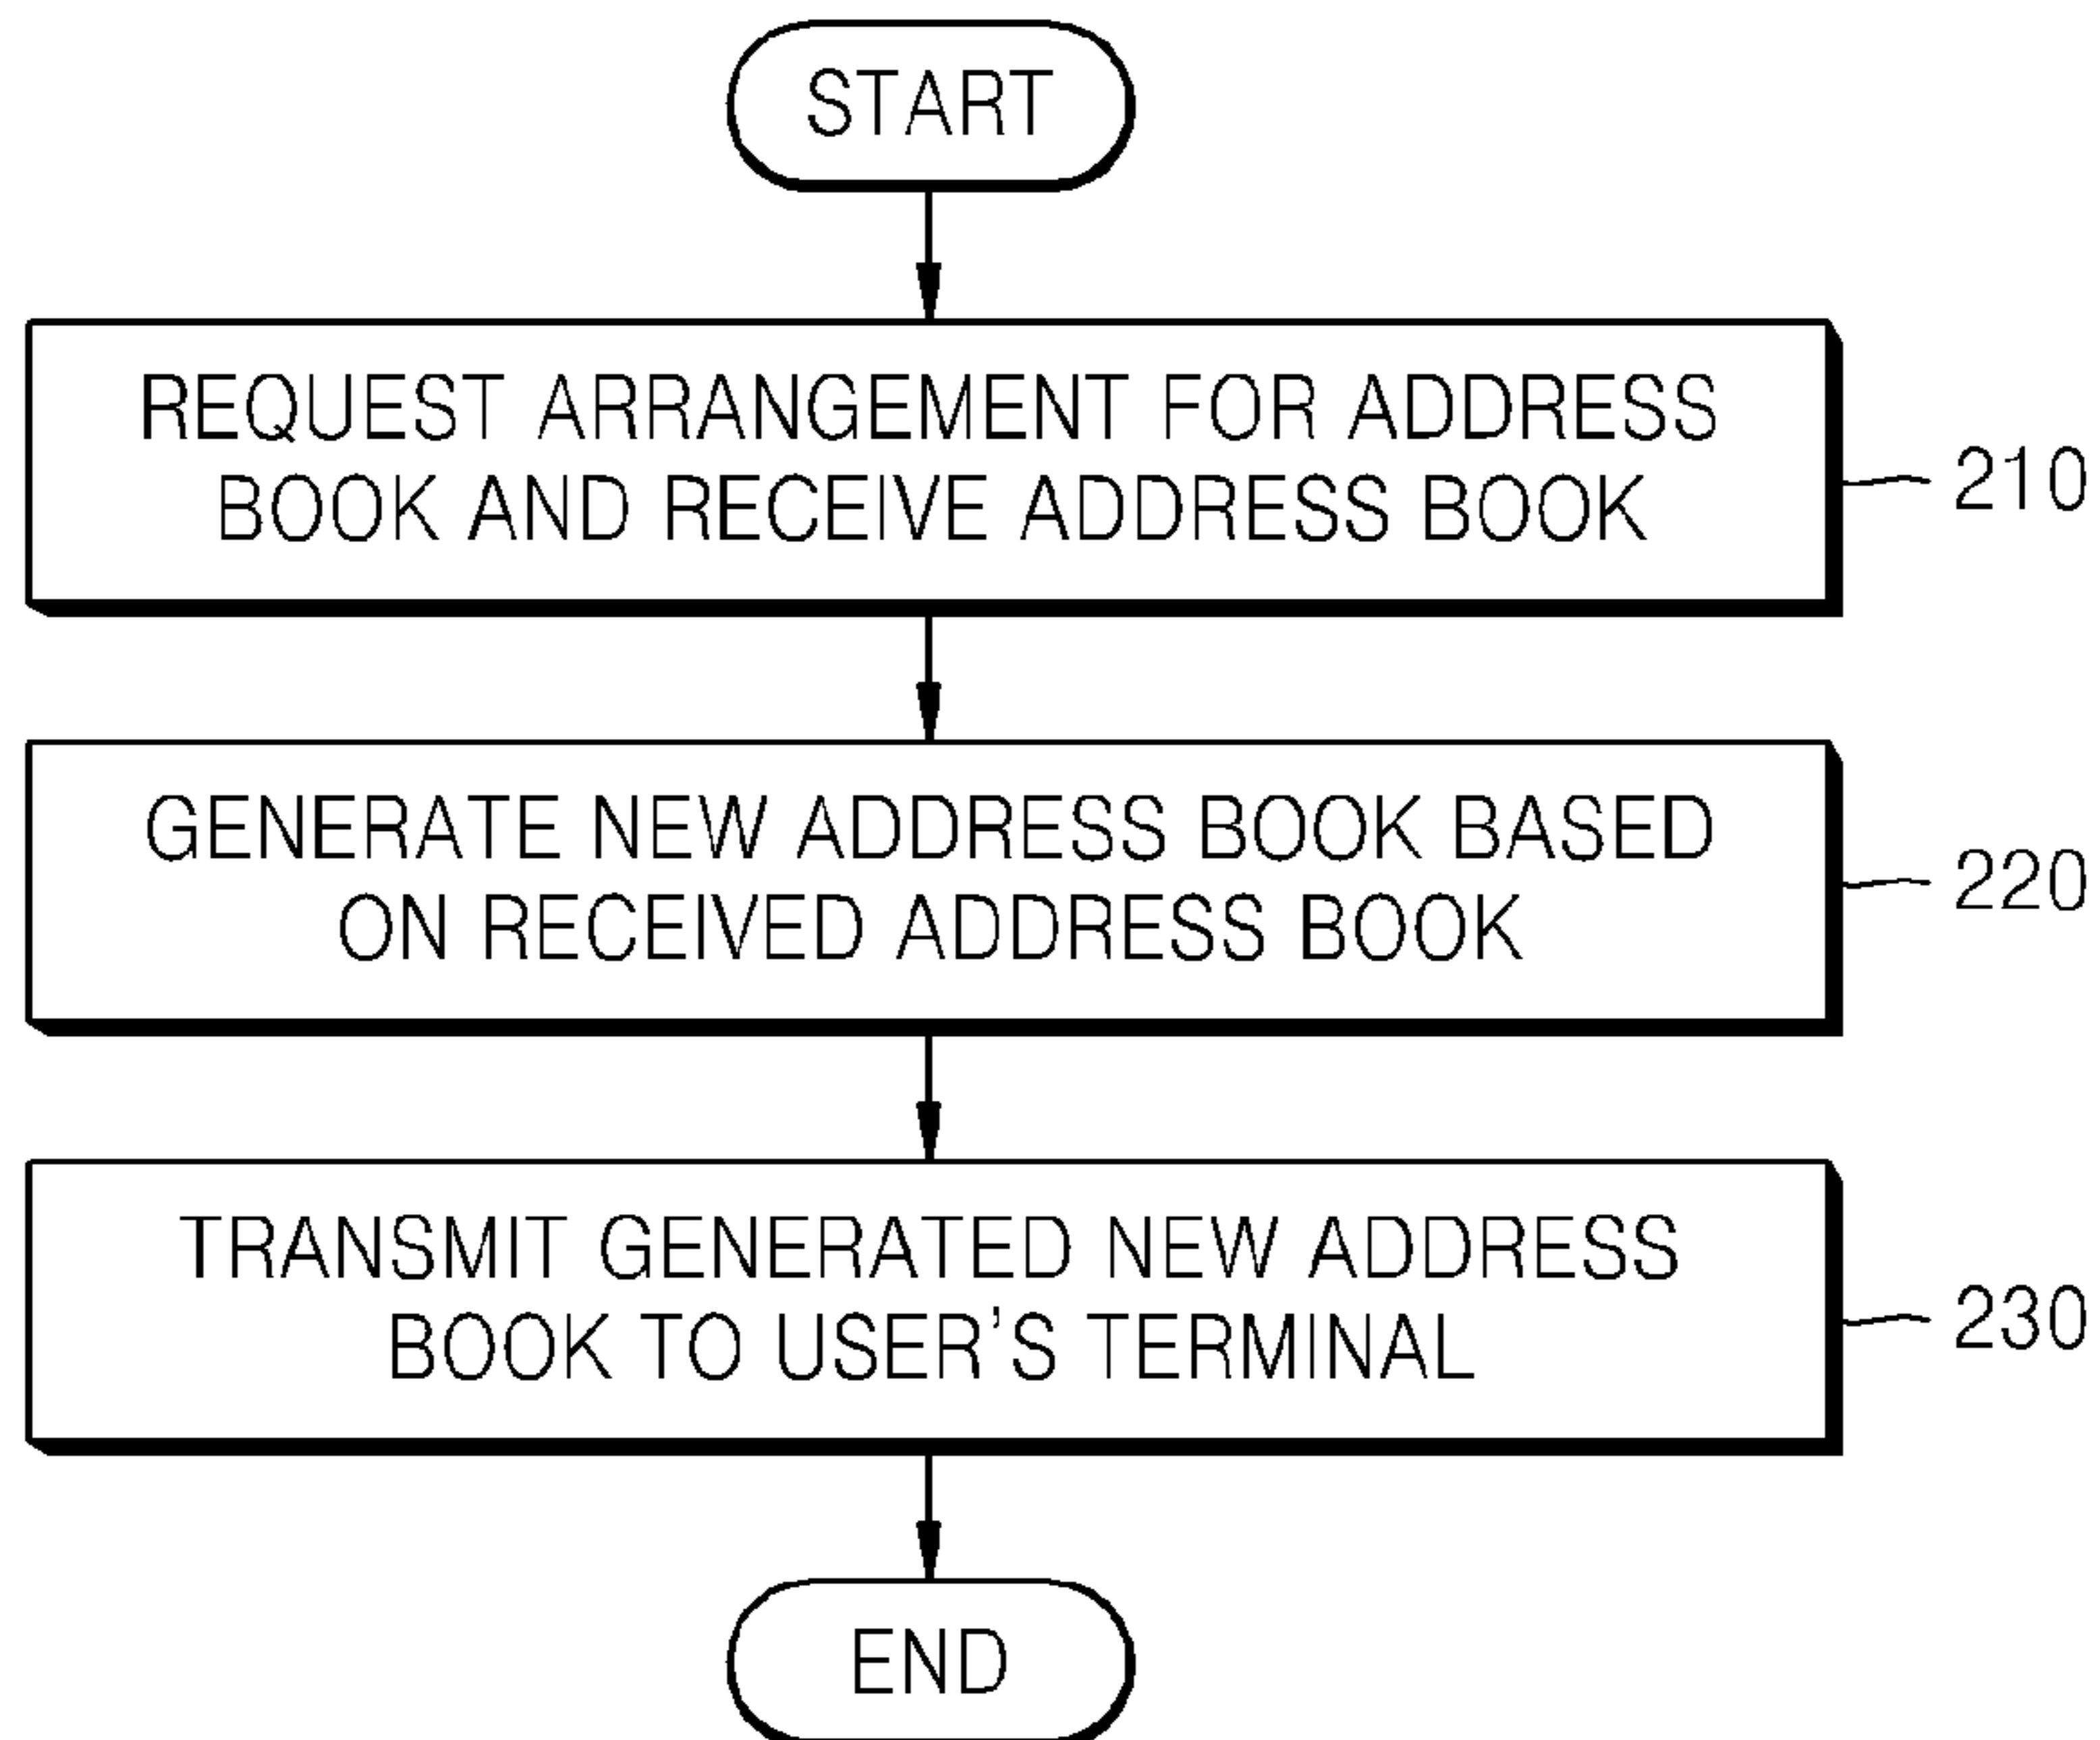 START
REQUEST ARRANGEMENT FOR ADDRESS
BOOK AND RECEIVE ADDRESS BOOK
210
GENERATE NEW ADDRESS BOOK BASED
ON RECEIVED ADDRESS BOOK
220
TRANSMIT GENERATED NEW ADDRESS
BOOK TO USER'S TERMINAL
230
END